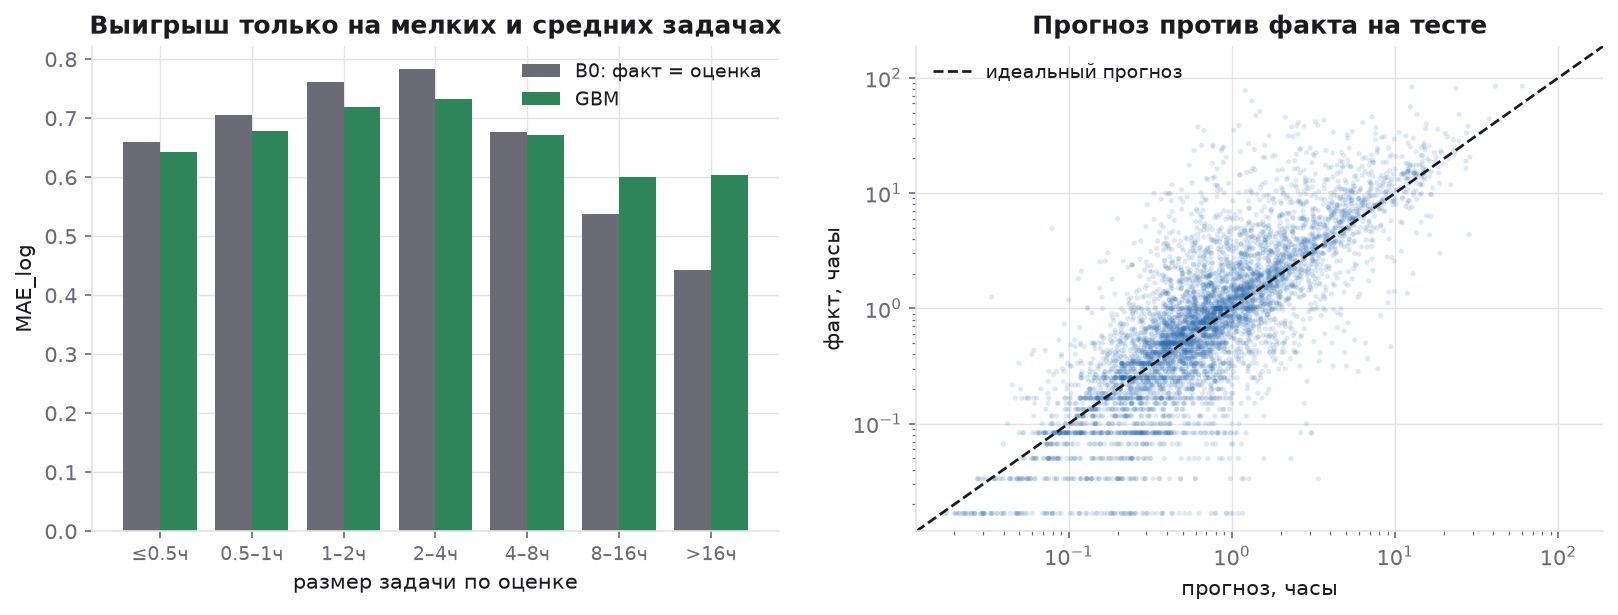 Выигрыш только на мелких и средних задачах
B0: факт = оценка
GBM
MAE_log
0.8
0.7
0.6
0.5
0.4
0.3
0.2
0.1
0.0
≤0.5ч 0.5–1ч 1–2ч 2–4ч 4–8ч 8–16ч >16ч
размер задачи по оценке
Прогноз против факта на тесте
идеальный прогноз
факт, часы
10²
10¹
10⁰
10⁻¹
10⁻¹ 10⁰ 10¹ 10²
прогноз, часы